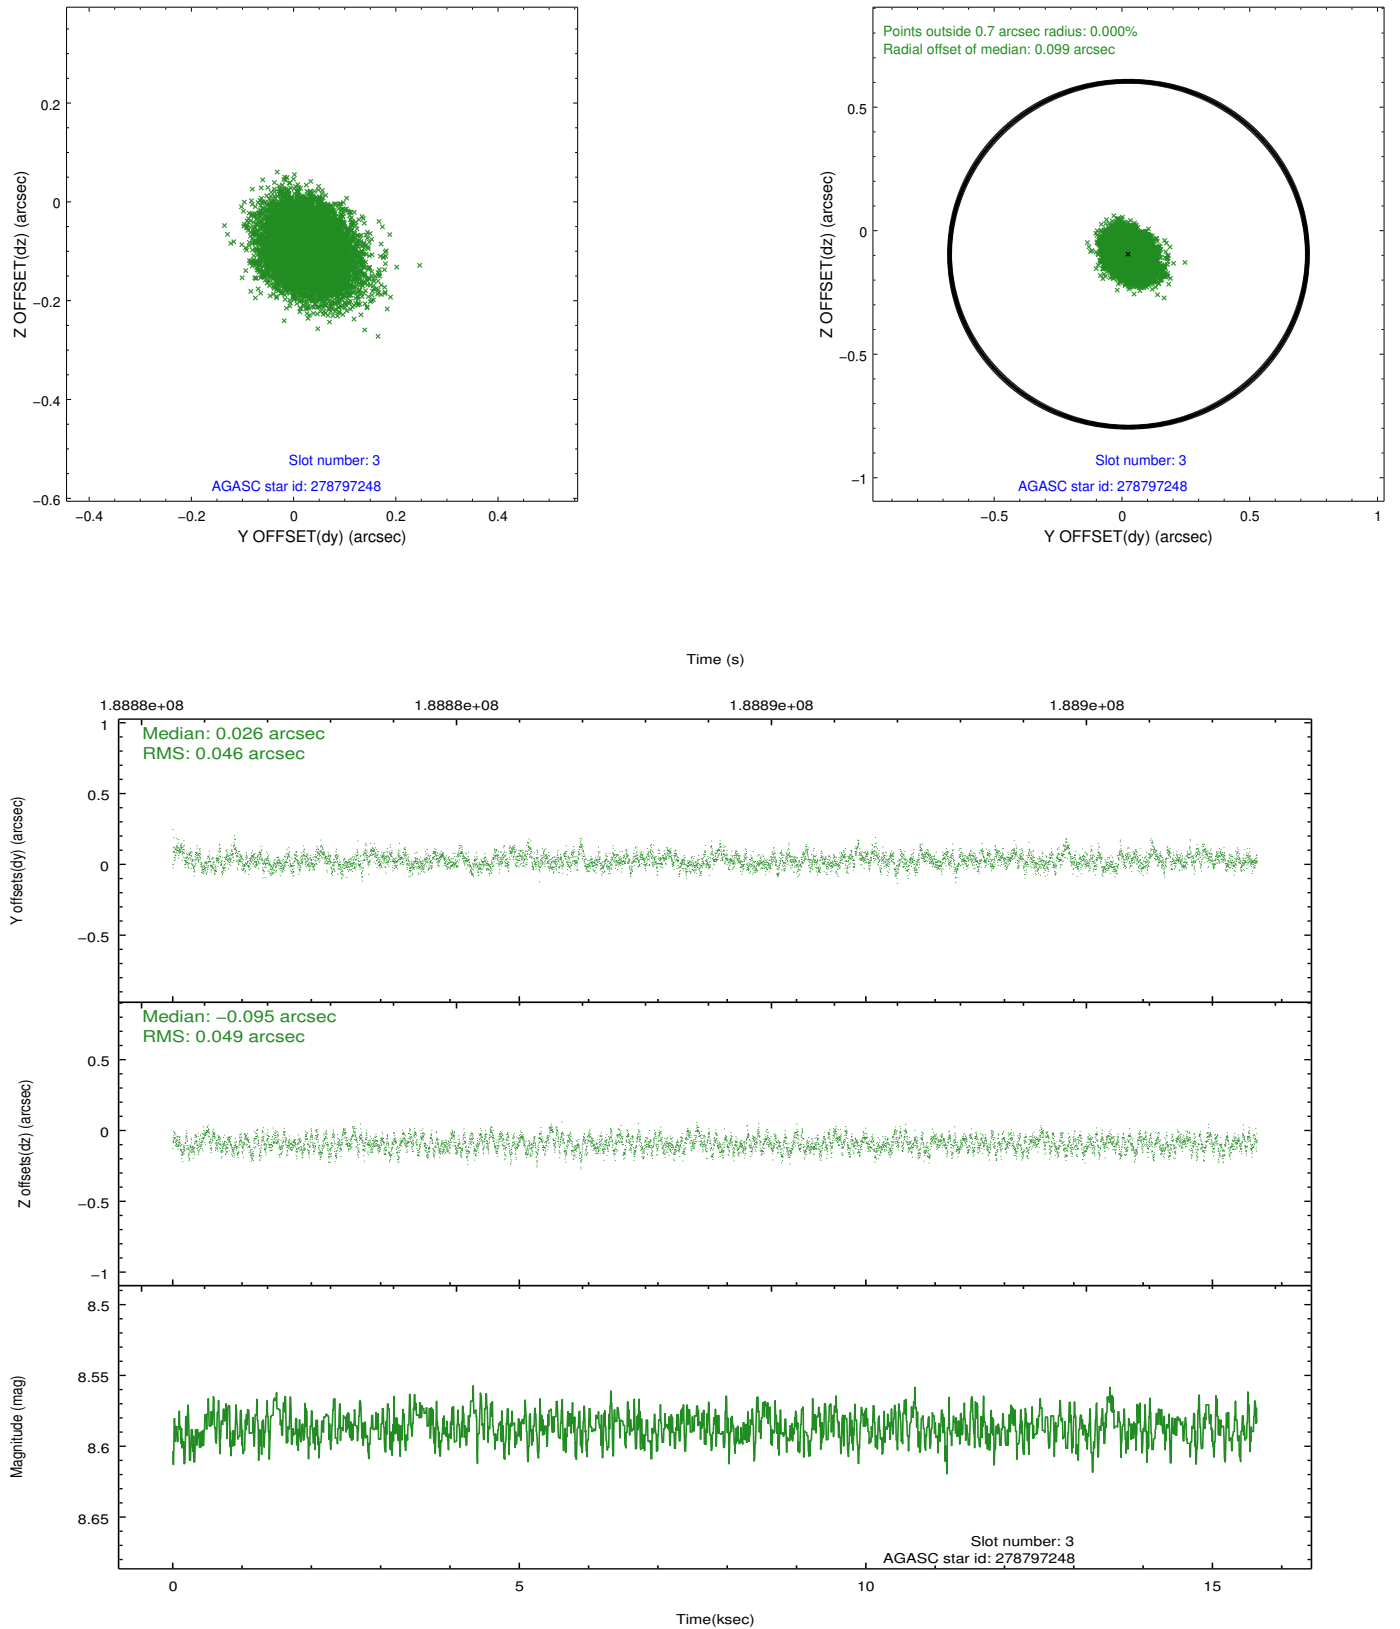 0.2
0
−0.2
−0.4
−0.6
Z OFFSET(dz) (arcsec)
Slot number: 3
AGASC star id: 278797248
−0.4
−0.2
0
0.2
0.4
Y OFFSET(dy) (arcsec)
Points outside 0.7 arcsec radius: 0.000%
Radial offset of median: 0.099 arcsec
0.5
0
−0.5
−1
Z OFFSET(dz) (arcsec)
Slot number: 3
AGASC star id: 278797248
−0.5
0
0.5
1
Y OFFSET(dy) (arcsec)
Time (s)
1.8888e+08
1.8888e+08
1.8889e+08
1.889e+08
Median: 0.026 arcsec
RMS: 0.046 arcsec
1
0.5
0
−0.5
Y offsets(dy) (arcsec)
Median: −0.095 arcsec
RMS: 0.049 arcsec
0.5
0
−0.5
−1
Z offsets(dz) (arcsec)
8.5
8.55
8.6
8.65
Magnitude (mag)
Slot number: 3
AGASC star id: 278797248
0
5
10
15
Time(ksec)